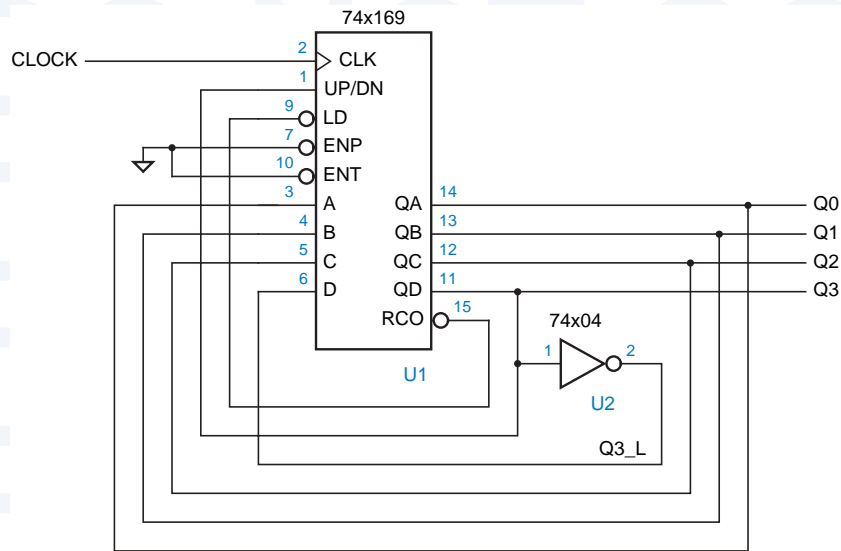 74x169
CLOCK 2 CLK
1 UP/DN
9 LD
7 ENP
10 ENT
3 A QA 14 Q0
4 B QB 13 Q1
5 C QC 12 Q2
6 D QD 11 Q3
RCO 15
74x04
1 2
U1
U2
Q3_L